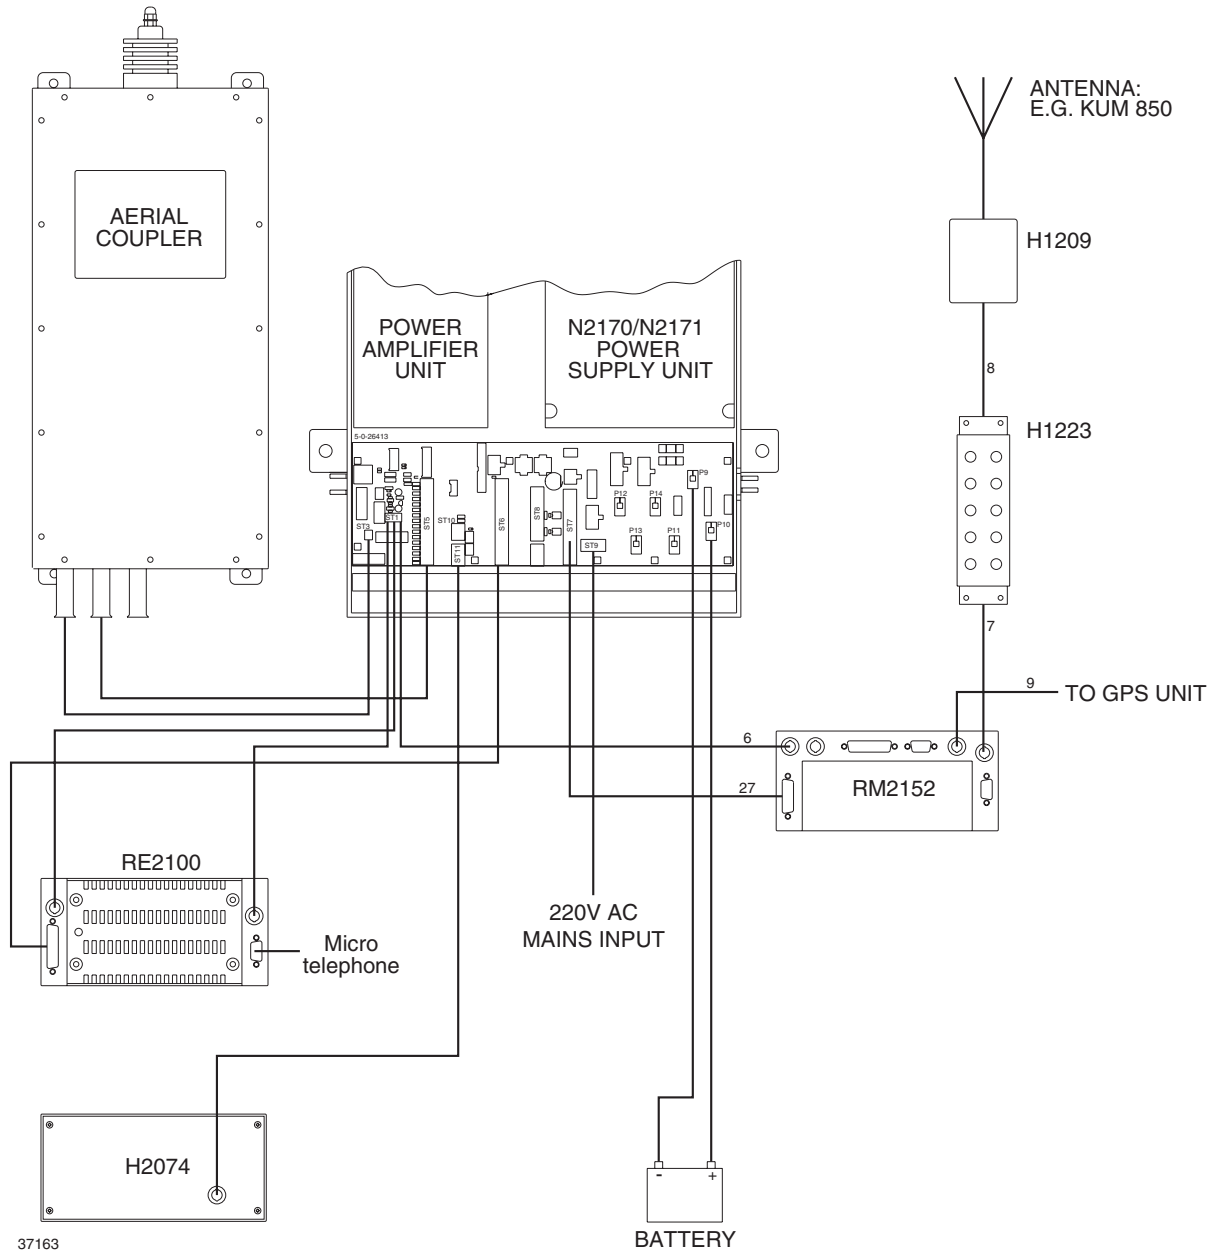 ANTENNA:
E.G. KUM 850
AERIAL
COUPLER
H1209
POWER
AMPLIFIER
UNIT
N2170/N2171
POWER
SUPPLY UNIT
8
H1223
5-0-26413
P9
P12
P14
ST1
ST3
ST5
ST10
ST6
ST8
ST7
P10
P13
P11
ST11
ST9
7
9
TO GPS UNIT
6
27
RM2152
RE2100
220V AC
MAINS INPUT
Micro
telephone
H2074
-
+
BATTERY
37163